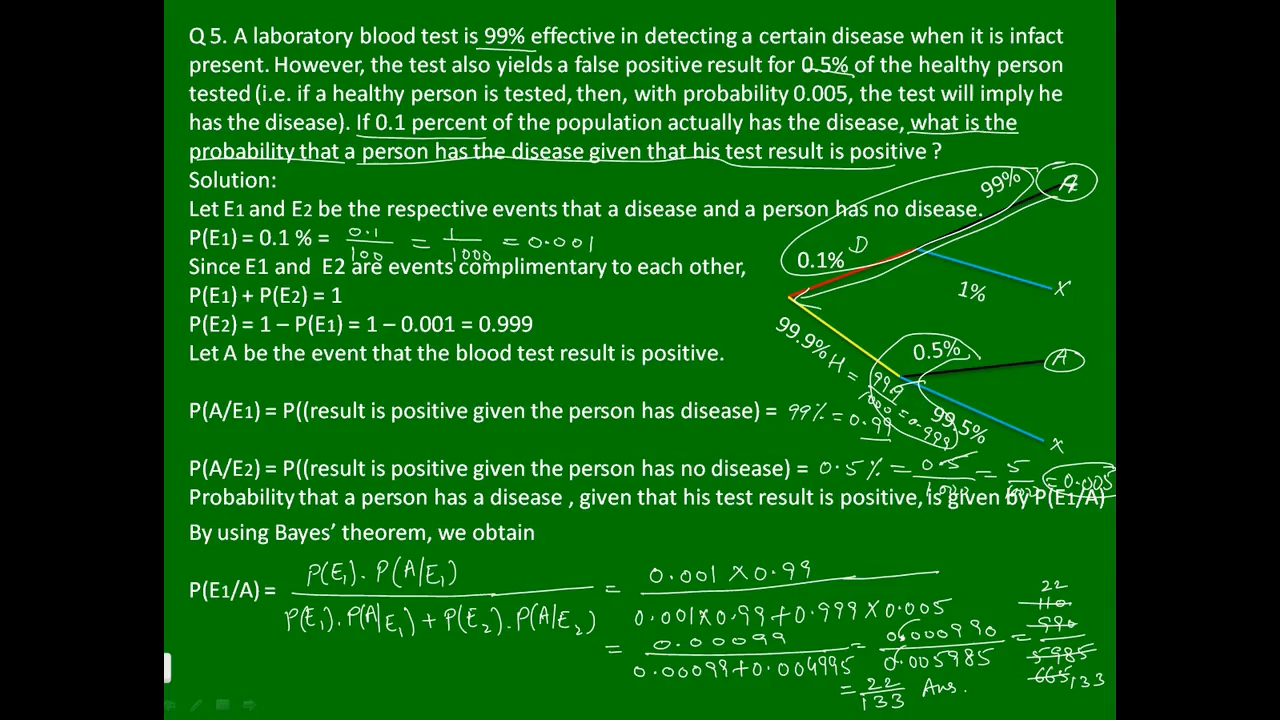 Q 5. A laboratory blood test is 99% effective in detecting a certain disease when it is infact
present. However, the test also yields a false positive result for 0.5% of the healthy person
tested (i.e. if a healthy person is tested, then, with probability 0.005, the test will imply he
has the disease). If 0.1 percent of the population actually has the disease, what is the
probability that a person has the disease given that his test result is positive ?
Solution:
Let E1 and E2 be the respective events that a disease and a person has no disease.
P(E1) = 0.1 % = 0.1/100 = 1/1000 = 0.001
Since E1 and E2 are events complimentary to each other,
P(E1) + P(E2) = 1
P(E2) = 1 – P(E1) = 1 – 0.001 = 0.999
Let A be the event that the blood test result is positive.
P(A/E1) = P((result is positive given the person has disease) = 99% = 0.99
P(A/E2) = P((result is positive given the person has no disease) = 0.5% = 0.5/100 = 5/1000 = 0.005
Probability that a person has a disease , given that his test result is positive, is given by P(E1/A)
By using Bayes’ theorem, we obtain
P(E1/A) = P(E1). P(A/E1) / P(E1). P(A/E1) + P(E2). P(A/E2) = 0.001 × 0.99 / 0.001×0.99+0.999×0.005
= 0.00099 / 0.00099+0.004995 = 0.000990 / 0.005985 = 990 / 5985
110 / 665
22 / 133
= 22/133 Ans.
99% A
0.1% D
1% X
99.9% H = 999/1000 = 0.999
0.5% A
99.5% x